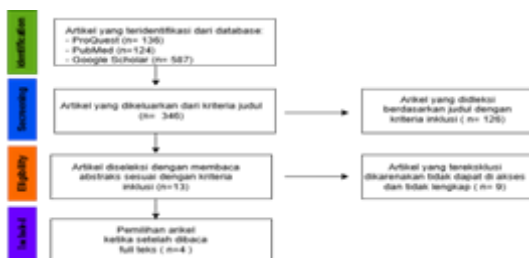 Identification
Artikel yang teridentifikasi dari database:
- ProQuest (n= 136)
- PubMed (n=124)
- Google Scholar (n= 587)
Screening
Artikel yang dikeluarkan dari kriteria judul
(n= 346)
Arikel yang didleksi
berdasarkan judul dengan
kriteria inklusi ( n= 126)
Eligibility
Artikel diseleksi dengan membaca
abstraks sesuai dengan kriteria
inklusi (n=13)
Artikel yang tereksklusi
dikarenakan tidak dapat di akses
dan tidak lengkap ( n= 9)
Included
Pemilihan arikel
ketika setelah dibaca
full teks ( n=4 )